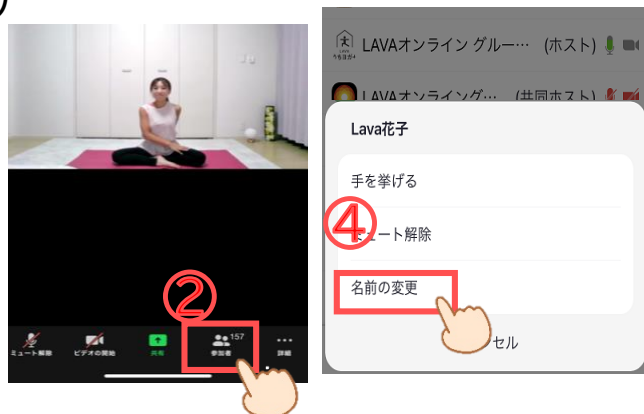 ②
157
ミュート解除
ビデオの開始
共有
参加者
詳細
LAVAオンライン グルー… (ホスト)
LAVAオンライング… (共同ホスト)
Lava花子
手を挙げる
④
ミュート解除
名前の変更
セル